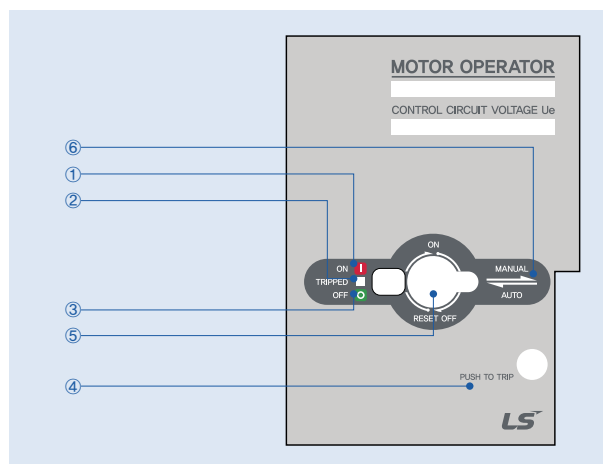 MOTOR OPERATOR
CONTROL CIRCUIT VOLTAGE Ue
⑥
①
②
ON
ON I
MANUAL
TRIPPED
OFF O
AUTO
③
RESET OFF
⑤
④
PUSH TO TRIP
LS